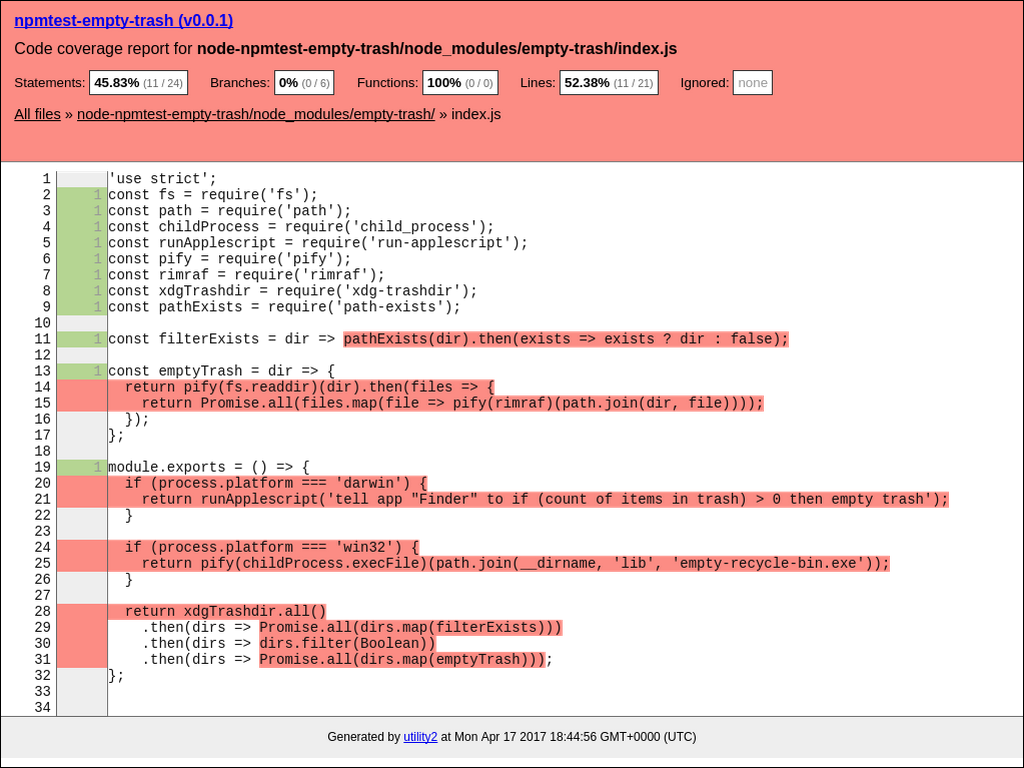 npmtest-empty-trash (v0.0.1)
Code coverage report for node-npmtest-empty-trash/node_modules/empty-trash/index.js
Statements: 45.83% (11 / 24) Branches: 0% (0 / 6) Functions: 100% (0 / 0) Lines: 52.38% (11 / 21) Ignored: none
All files » node-npmtest-empty-trash/node_modules/empty-trash/ » index.js
1 'use strict';
2 1 const fs = require('fs');
3 1 const path = require('path');
4 1 const childProcess = require('child_process');
5 1 const runApplescript = require('run-applescript');
6 1 const pify = require('pify');
7 1 const rimraf = require('rimraf');
8 1 const xdgTrashdir = require('xdg-trashdir');
9 1 const pathExists = require('path-exists');
10
11 1 const filterExists = dir => pathExists(dir).then(exists => exists ? dir : false);
12
13 1 const emptyTrash = dir => {
14 return pify(fs.readdir)(dir).then(files => {
15 return Promise.all(files.map(file => pify(rimraf)(path.join(dir, file))));
16 });
17 };
18
19 1 module.exports = () => {
20 if (process.platform === 'darwin') {
21 return runApplescript('tell app "Finder" to if (count of items in trash) > 0 then empty trash');
22 }
23
24 if (process.platform === 'win32') {
25 return pify(childProcess.execFile)(path.join(__dirname, 'lib', 'empty-recycle-bin.exe'));
26 }
27
28 return xdgTrashdir.all()
29 .then(dirs => Promise.all(dirs.map(filterExists)))
30 .then(dirs => dirs.filter(Boolean))
31 .then(dirs => Promise.all(dirs.map(emptyTrash)));
32 };
33
34
Generated by utility2 at Mon Apr 17 2017 18:44:56 GMT+0000 (UTC)